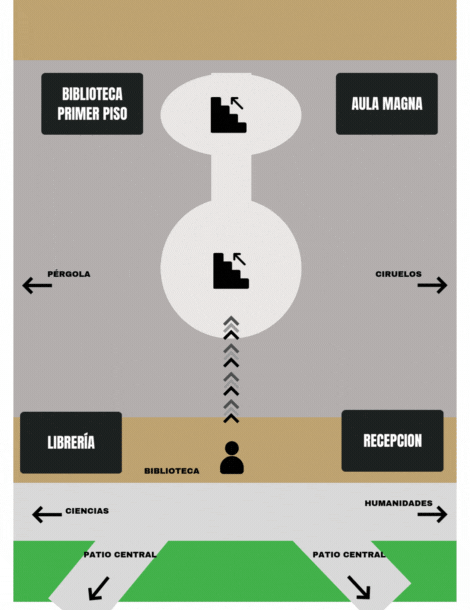 BIBLIOTECA
PRIMER PISO
AULA MAGNA
PÉRGOLA
CIRUELOS
LIBRERÍA
RECEPCION
BIBLIOTECA
CIENCIAS
HUMANIDADES
PATIO CENTRAL
PATIO CENTRAL